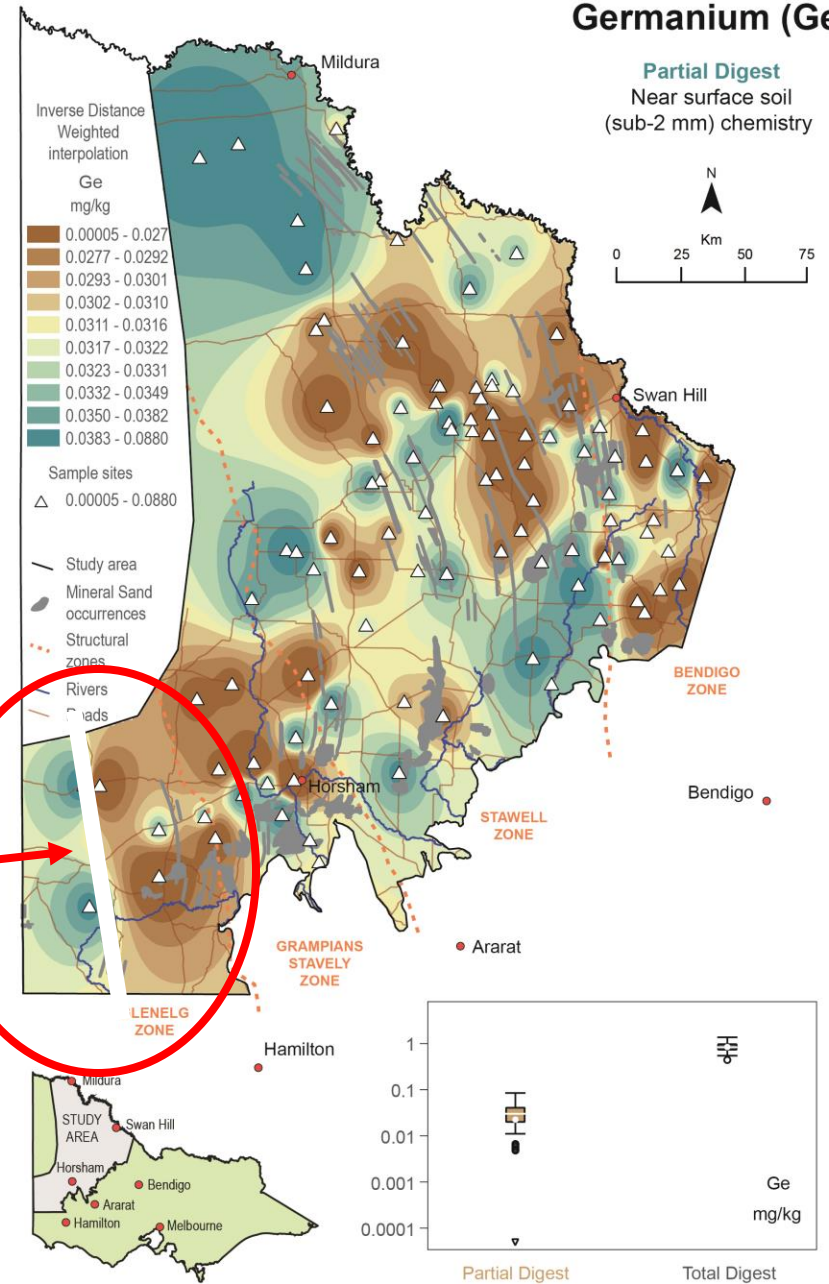 Germanium (Ge
Partial Digest
Near surface soil
(sub-2 mm) chemistry
N
Km
0 25 50 75
Inverse Distance
Weighted
interpolation
Ge
mg/kg
0.00005 - 0.027
0.0277 - 0.0292
0.0293 - 0.0301
0.0302 - 0.0310
0.0311 - 0.0316
0.0317 - 0.0322
0.0323 - 0.0331
0.0332 - 0.0349
0.0350 - 0.0382
0.0383 - 0.0880
Sample sites
0.00005 - 0.0880
Study area
Mineral Sand
occurrences
Structural
zones
Rivers
Roads
Mildura
Swan Hill
Horsham
Bendigo
Ararat
Hamilton
BENDIGO
ZONE
STAWELL
ZONE
GRAMPIANS
STAVELY
ZONE
LENELG
ZONE
Mildura
STUDY
AREA
Swan Hill
Horsham
Bendigo
Ararat
Hamilton
Melbourne
1
0.1
0.01
0.001
0.0001
Ge
mg/kg
Partial Digest
Total Digest